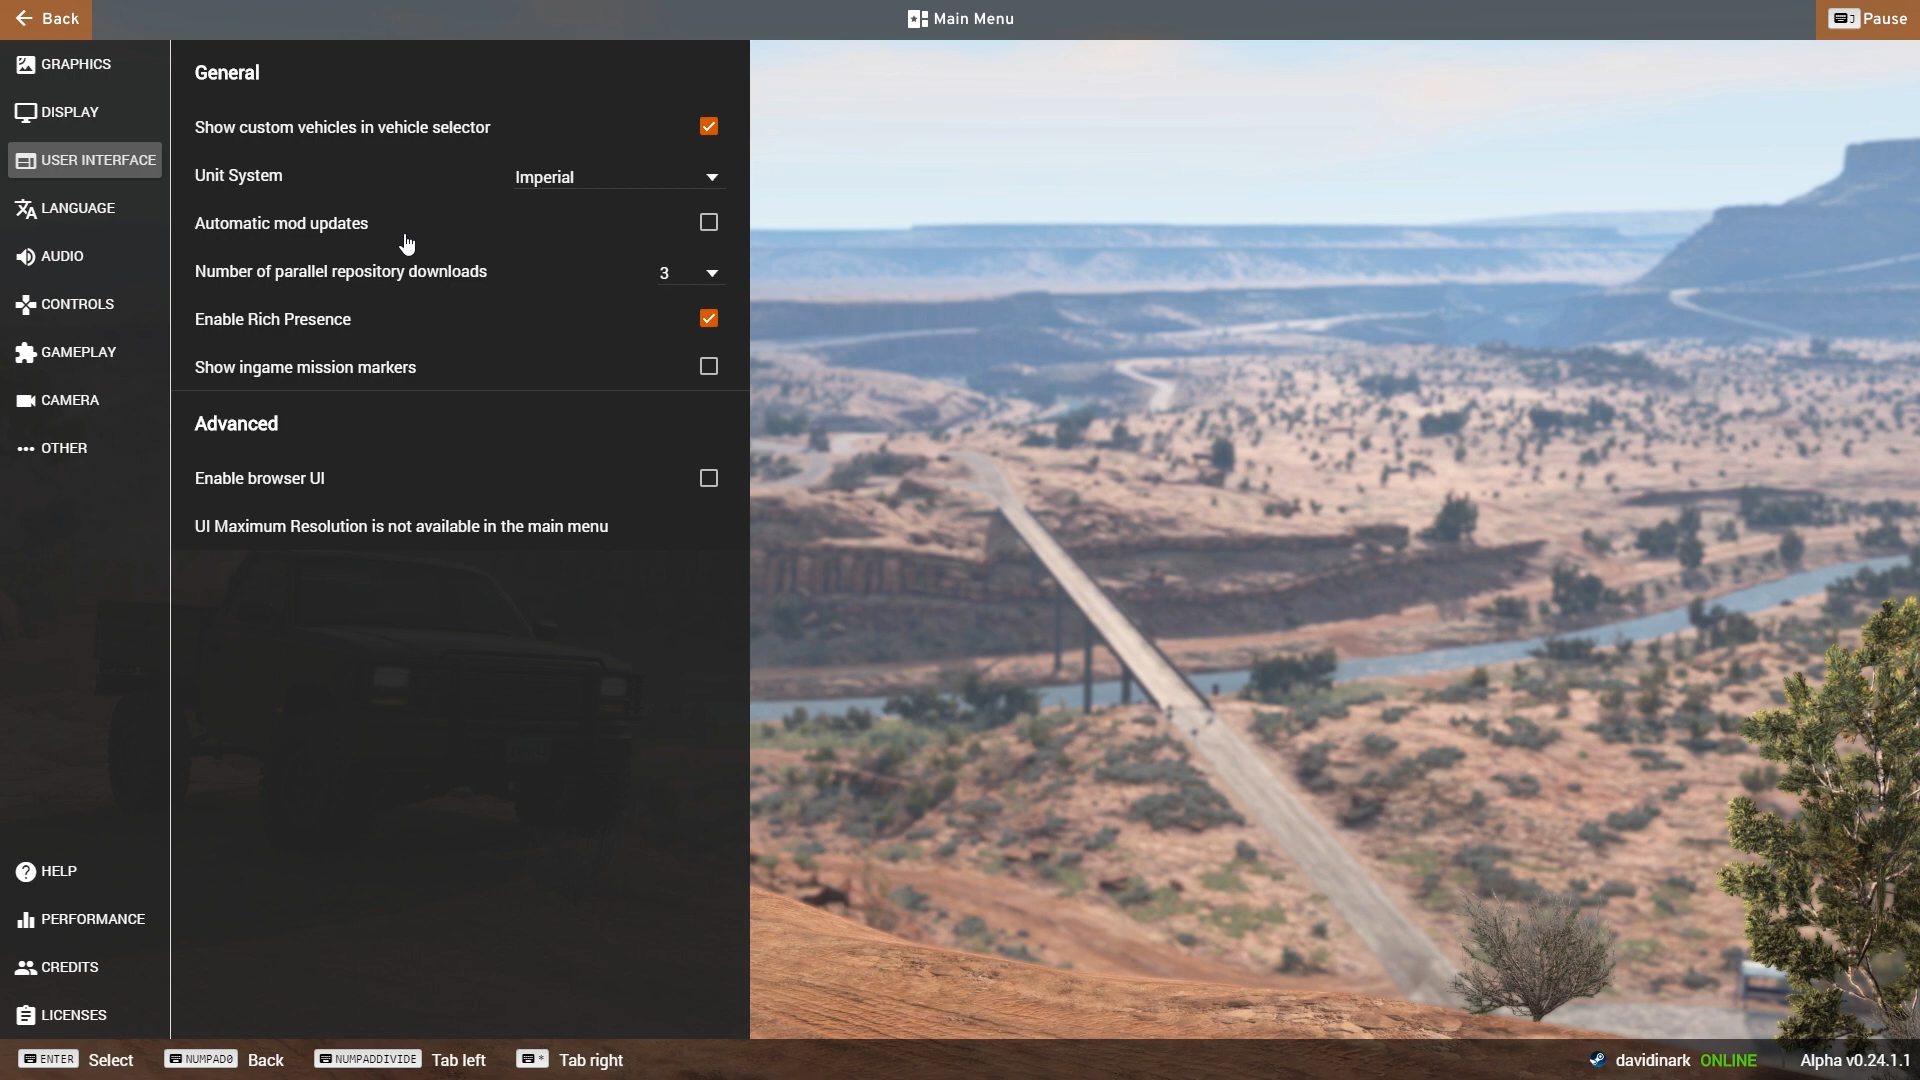 Back
Main Menu
J Pause
GRAPHICS
DISPLAY
USER INTERFACE
LANGUAGE
AUDIO
CONTROLS
GAMEPLAY
CAMERA
OTHER
HELP
PERFORMANCE
CREDITS
LICENSES
General
Show custom vehicles in vehicle selector
Unit System Imperial
Automatic mod updates
Number of parallel repository downloads 3
Enable Rich Presence
Show ingame mission markers
Advanced
Enable browser UI
UI Maximum Resolution is not available in the main menu
ENTER Select NUMPAD0 Back NUMPADDIVIDE Tab left * Tab right
davidinark ONLINE Alpha v0.24.1.1